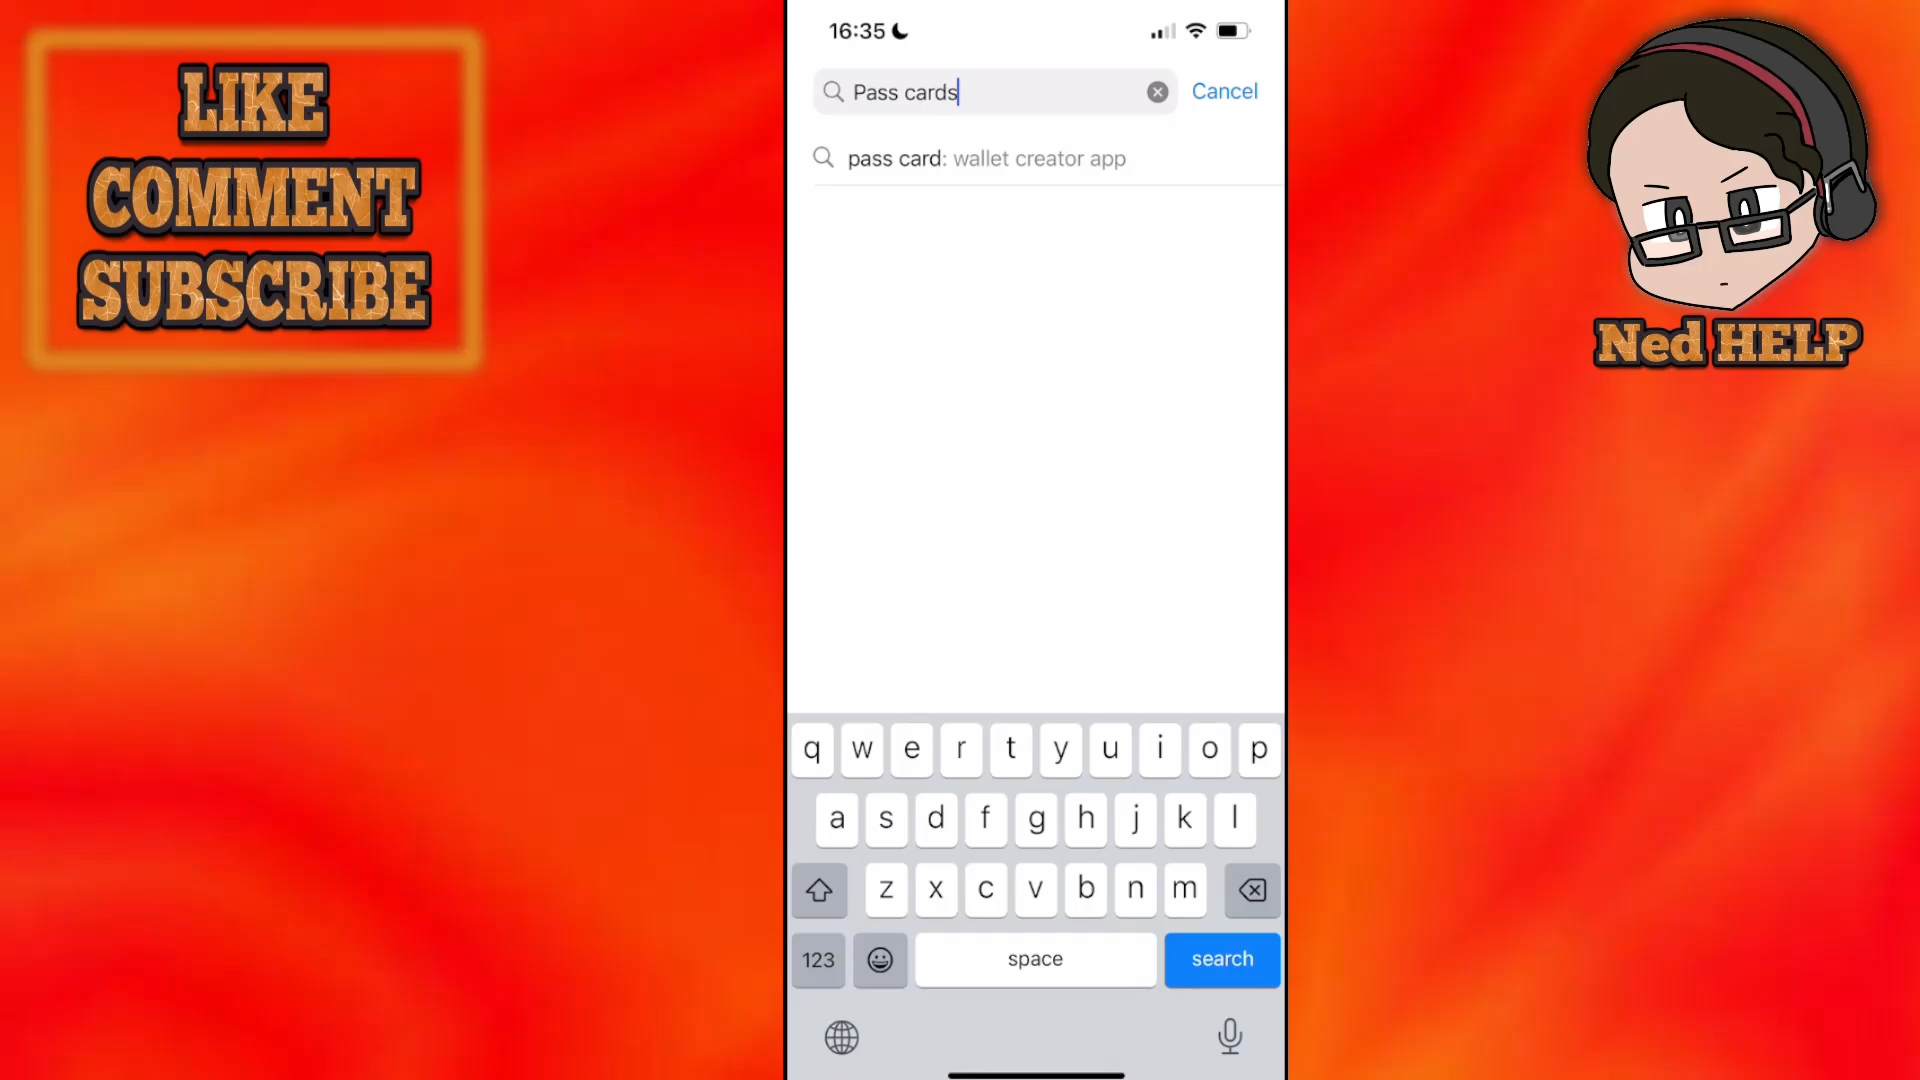 LIKE
COMMENT
SUBSCRIBE
16:35
Pass cards
Cancel
pass card: wallet creator app
q w e r t y u i o p
a s d f g h j k l
z x c v b n m
123
space
search
Ned HELP